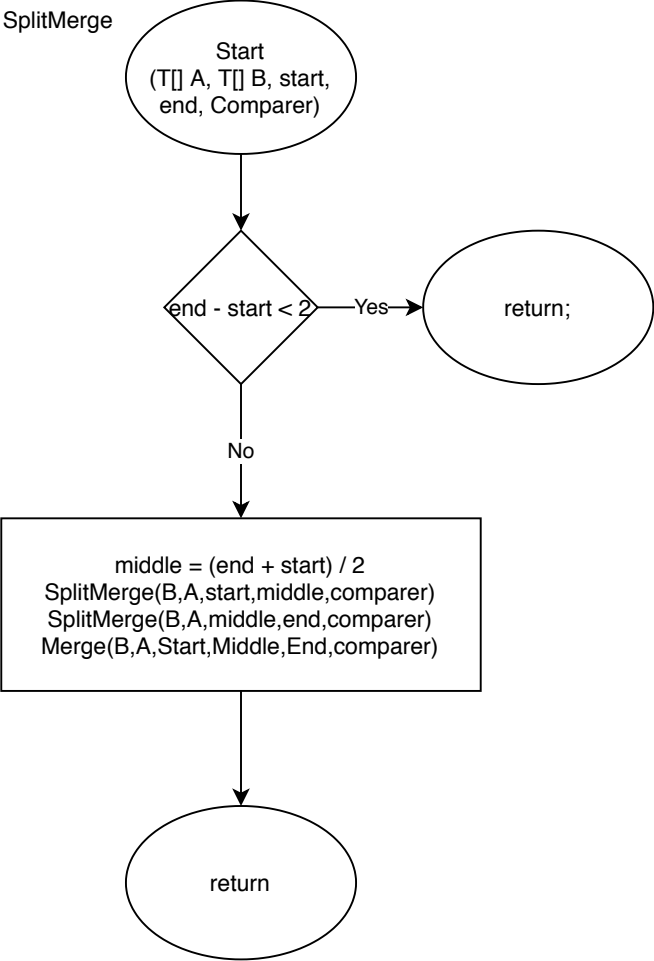 SplitMerge
Start
(T[] A, T[] B, start,
end, Comparer)
end - start < 2
Yes
return;
No
middle = (end + start) / 2
SplitMerge(B,A,start,middle,comparer)
SplitMerge(B,A,middle,end,comparer)
Merge(B,A,Start,Middle,End,comparer)
return